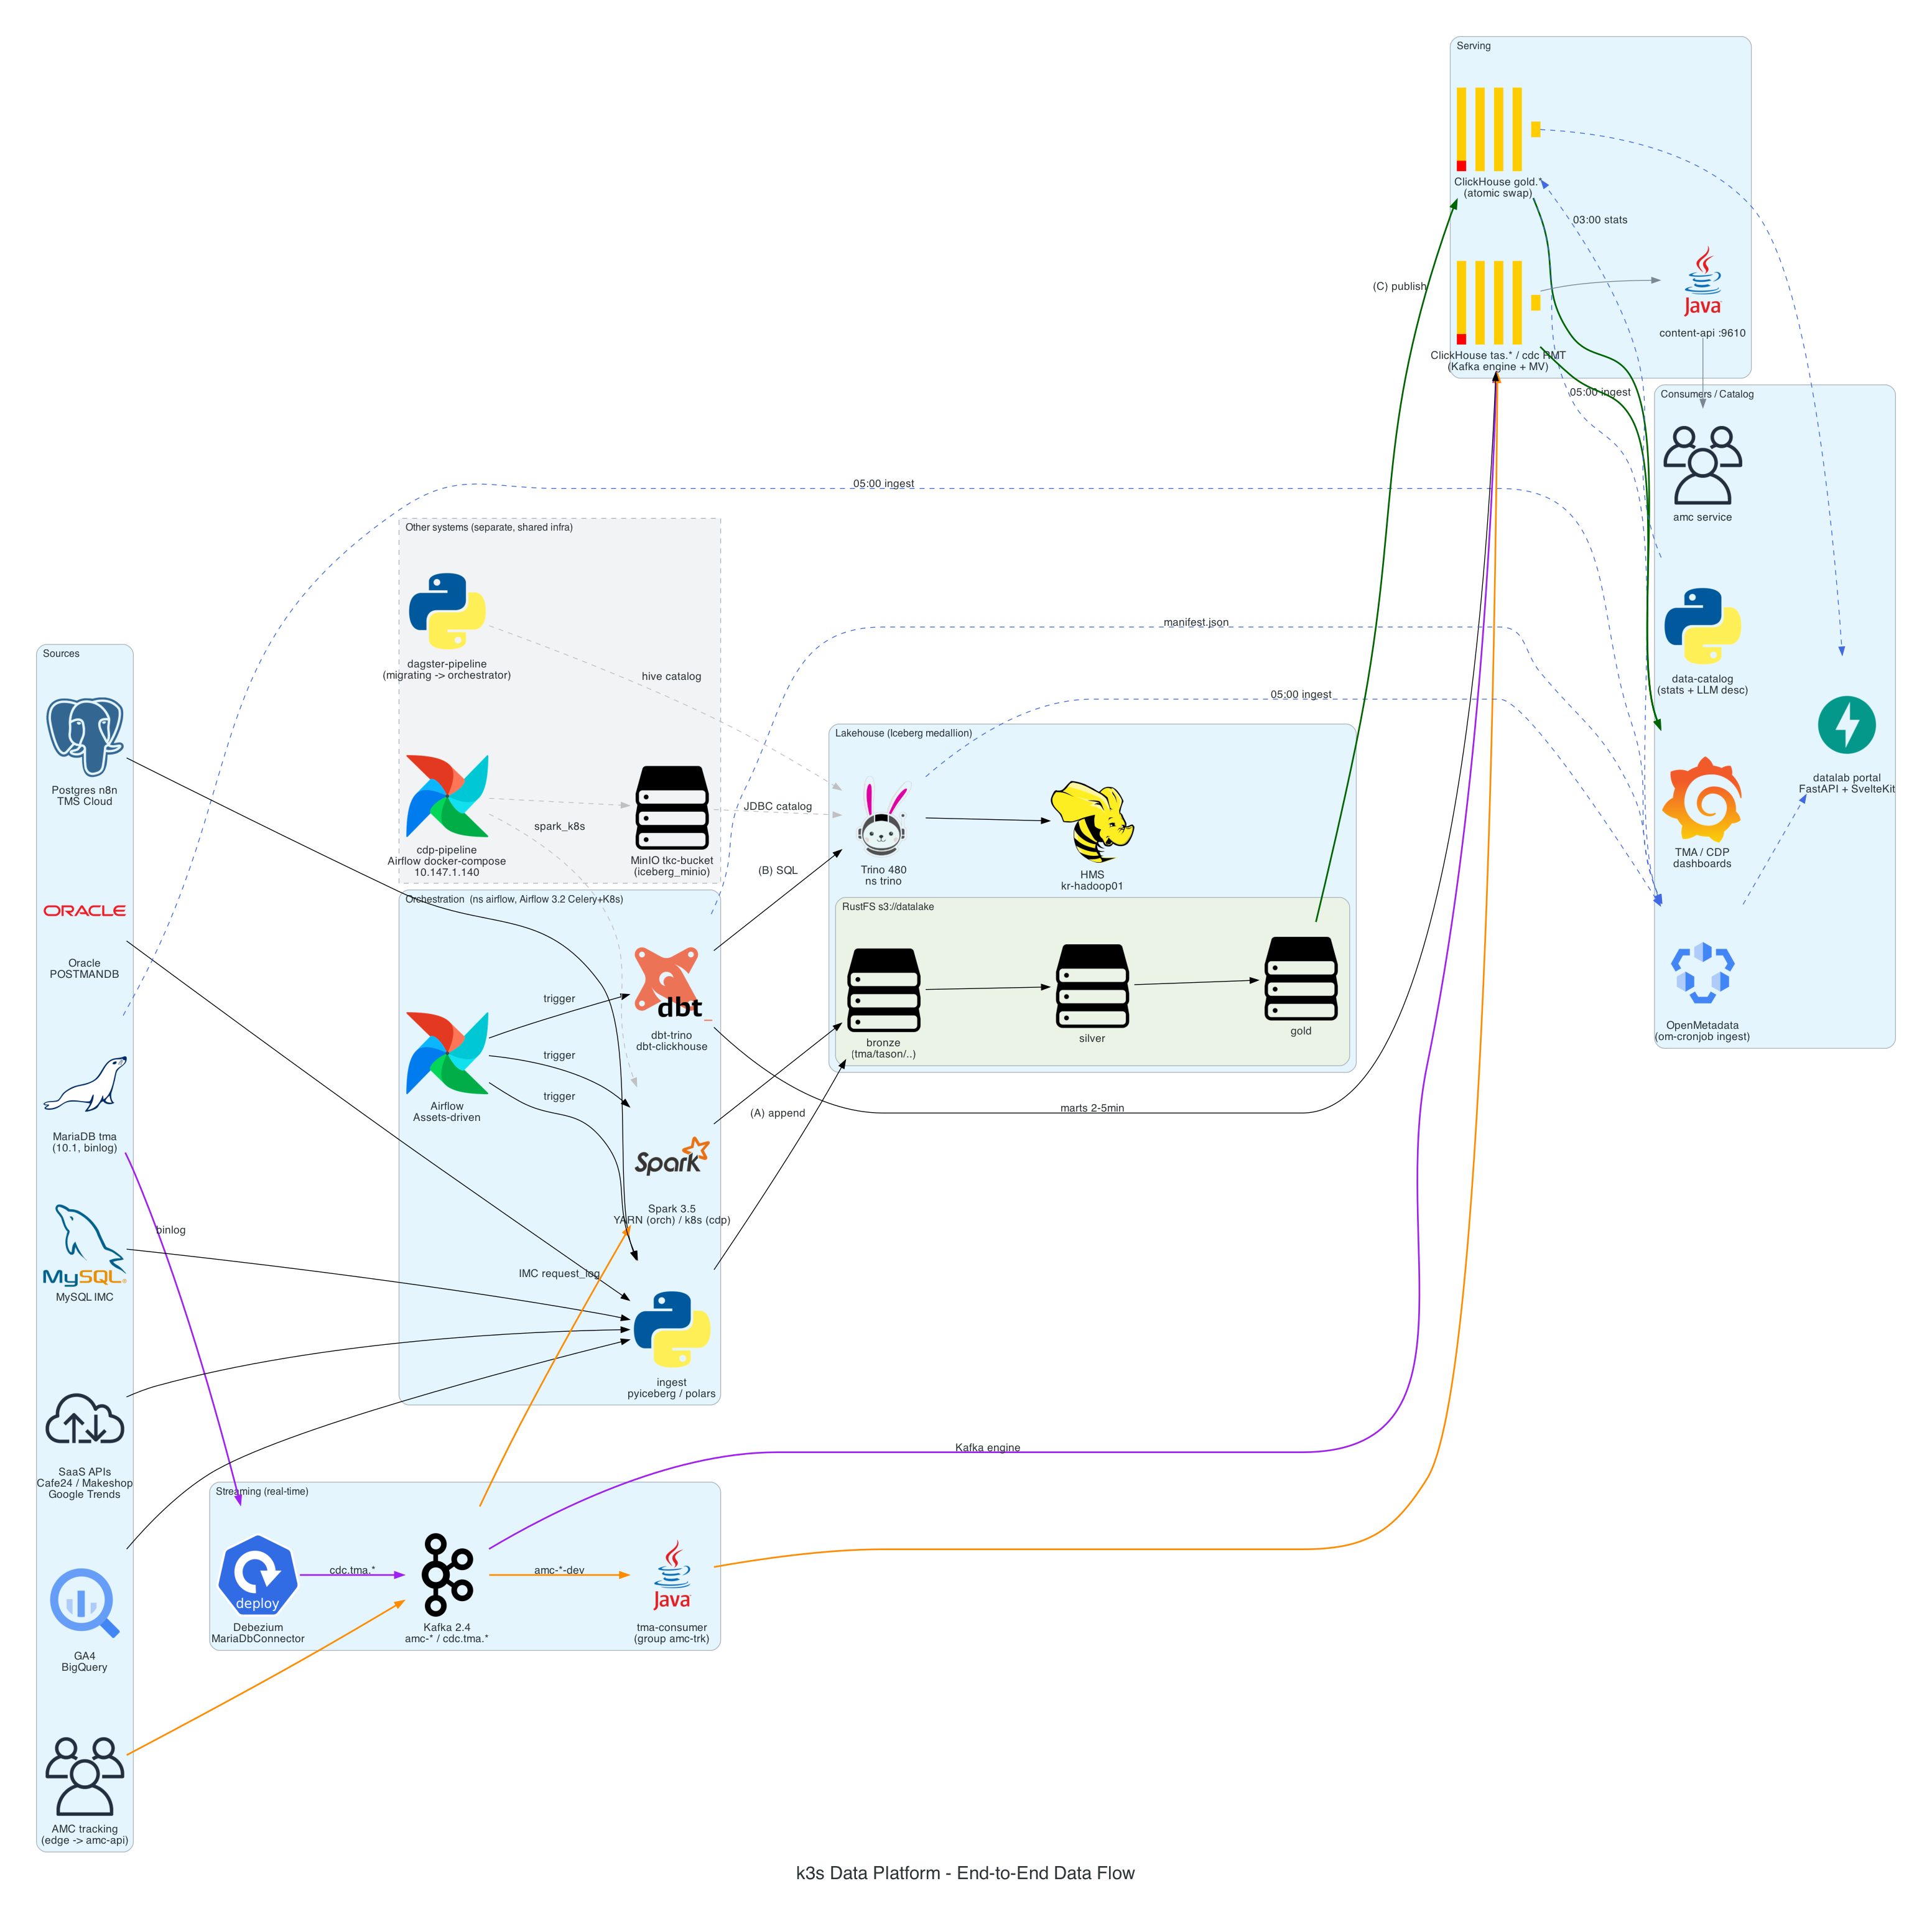 Serving
ClickHouse gold.*
(atomic swap)
03:00 stats
(C) publish
Java
content-api :9610
ClickHouse tas.* / cdc RMT
(Kafka engine + MV)
05:00 ingest
Consumers / Catalog
amc service
data-catalog
(stats + LLM desc)
datalab portal
FastAPI + SvelteKit
TMA / CDP
dashboards
OpenMetadata
(om-cronjob ingest)
05:00 ingest
manifest.json
05:00 ingest
Other systems (separate, shared infra)
dagster-pipeline
(migrating -> orchestrator)
hive catalog
cdp-pipeline
Airflow docker-compose
10.147.1.140
spark_k8s
MinIO tkc-bucket
(iceberg_minio)
JDBC catalog
Lakehouse (Iceberg medallion)
Trino 480
ns trino
HMS
kr-hadoop01
RustFS s3://datalake
bronze
(tma/tason/..)
silver
gold
(B) SQL
(A) append
marts 2-5min
Orchestration  (ns airflow, Airflow 3.2 Celery+K8s)
dbt
dbt-trino
dbt-clickhouse
trigger
trigger
trigger
Airflow
Assets-driven
Spark
Spark 3.5
YARN (orch) / k8s (cdp)
IMC request_log
ingest
pyiceberg / polars
Sources
Postgres n8n
TMS Cloud
ORACLE
Oracle
POSTMANDB
MariaDB tma
(10.1, binlog)
binlog
MySQL
MySQL IMC
SaaS APIs
Cafe24 / Makeshop
Google Trends
GA4
BigQuery
AMC tracking
(edge -> amc-api)
Kafka engine
Streaming (real-time)
deploy
Debezium
MariaDbConnector
cdc.tma.*
Kafka 2.4
amc-* / cdc.tma.*
amc-*-dev
Java
tma-consumer
(group amc-trk)
k3s Data Platform - End-to-End Data Flow